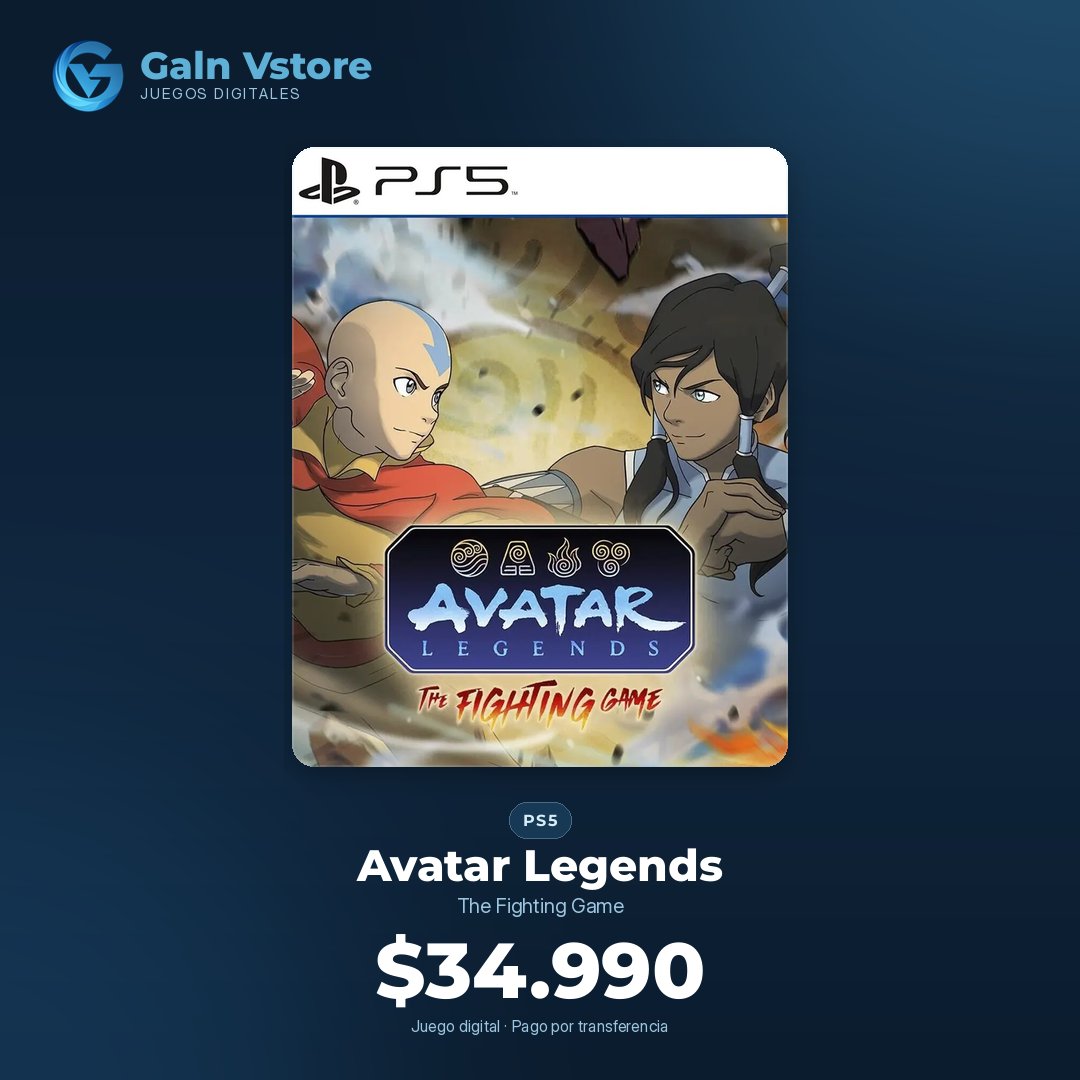 Galn Vstore
JUEGOS DIGITALES
PS5
AVATAR
LEGENDS
THE FIGHTING GAME
PS5
Avatar Legends
The Fighting Game
$34.990
Juego digital · Pago por transferencia